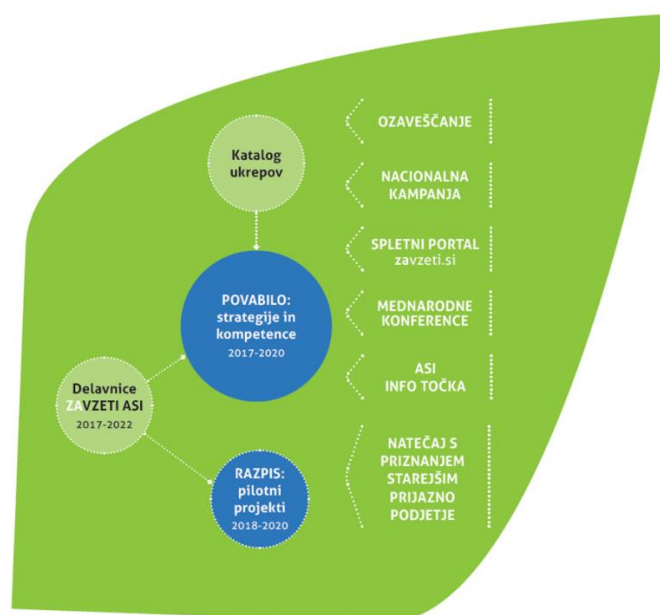 Katalog
ukrepov
POVABILO:
strategije in
kompetence
2017-2020
Delavnice
ZAVZETI ASI
2017-2022
RAZPIS:
pilotni
projekti
2018-2020
OZAVEŠČANJE
NACIONALNA
KAMPANJA
SPLETNI PORTAL
zavzeti.si
MEDNARODNE
KONFERENCE
ASI
INFO TOČKA
NATEČAJ S
PRIZNANJEM
STAREJŠIM
PRIJAZNO
PODJETJE